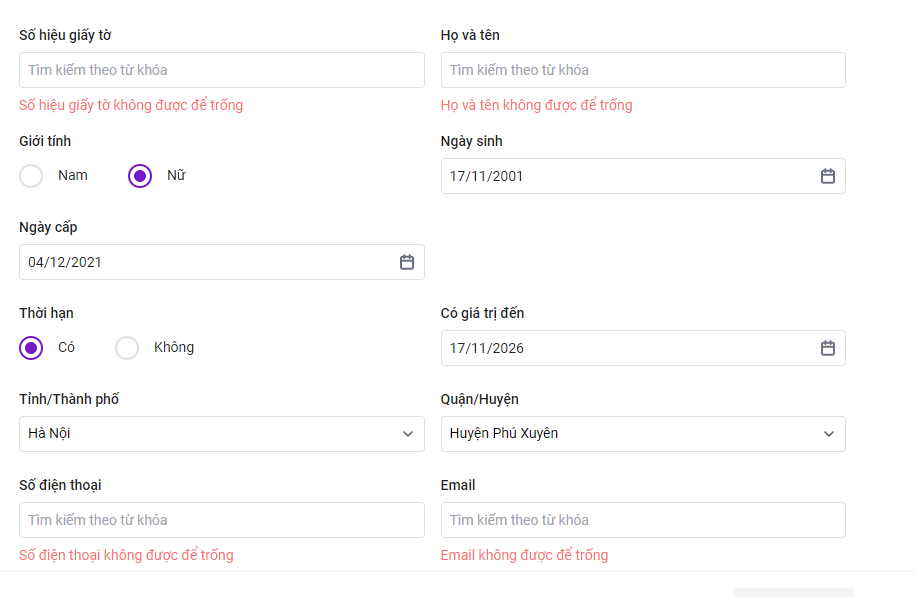 Số hiệu giấy tờ
Họ và tên
Tìm kiếm theo từ khóa
Tìm kiếm theo từ khóa
Số hiệu giấy tờ không được để trống
Họ và tên không được để trống
Giới tính
Ngày sinh
Nam
Nữ
17/11/2001
Ngày cấp
04/12/2021
Thời hạn
Có giá trị đến
Có
Không
17/11/2026
Tỉnh/Thành phố
Quận/Huyện
Hà Nội
Huyện Phú Xuyên
Số điện thoại
Email
Tìm kiếm theo từ khóa
Tìm kiếm theo từ khóa
Số điện thoại không được để trống
Email không được để trống